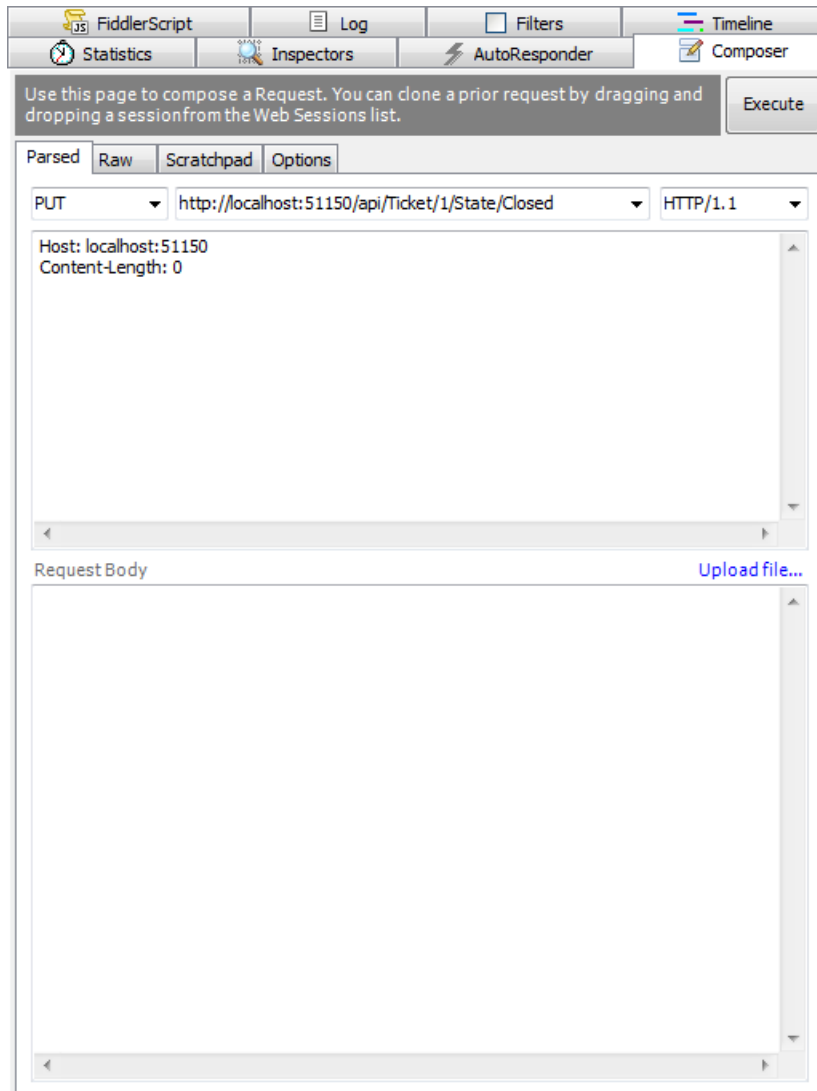 FiddlerScript Log Filters Timeline
Statistics Inspectors AutoResponder Composer
Use this page to compose a Request. You can clone a prior request by dragging and
dropping a sessionfrom the Web Sessions list.
Execute
Parsed Raw Scratchpad Options
PUT http://localhost:51150/api/Ticket/1/State/Closed HTTP/1.1
Host: localhost:51150
Content-Length: 0
Request Body Upload file...